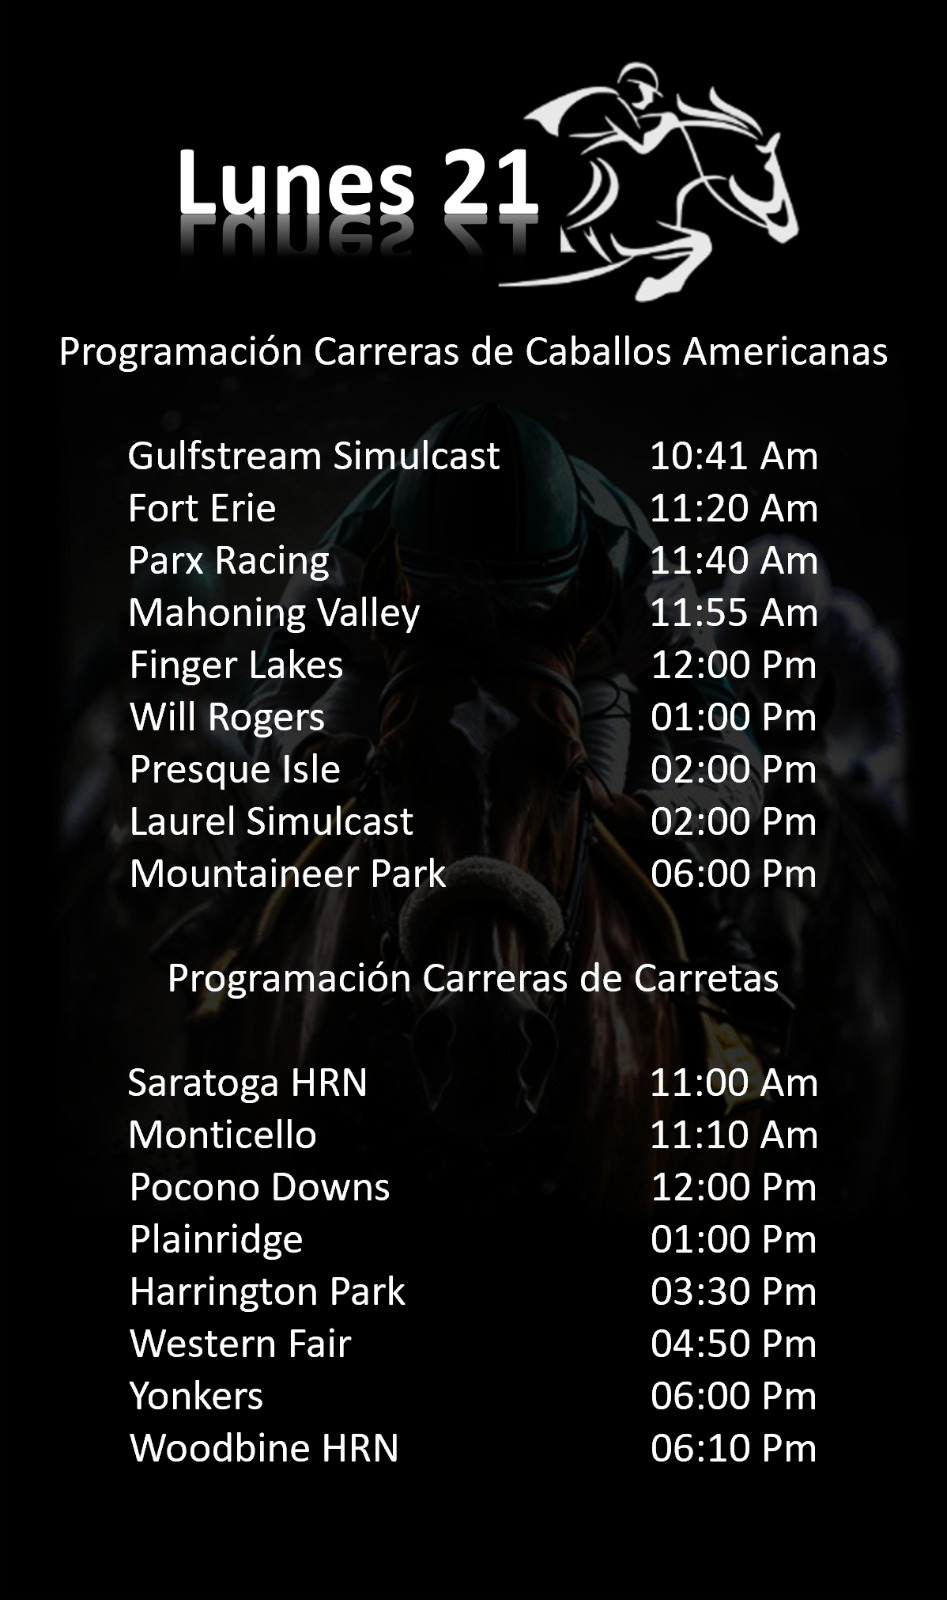 Lunes 21
Programación Carreras de Caballos Americanas
Gulfstream Simulcast 10:41 Am
Fort Erie 11:20 Am
Parx Racing 11:40 Am
Mahoning Valley 11:55 Am
Finger Lakes 12:00 Pm
Will Rogers 01:00 Pm
Presque Isle 02:00 Pm
Laurel Simulcast 02:00 Pm
Mountaineer Park 06:00 Pm
Programación Carreras de Carretas
Saratoga HRN 11:00 Am
Monticello 11:10 Am
Pocono Downs 12:00 Pm
Plainridge 01:00 Pm
Harrington Park 03:30 Pm
Western Fair 04:50 Pm
Yonkers 06:00 Pm
Woodbine HRN 06:10 Pm